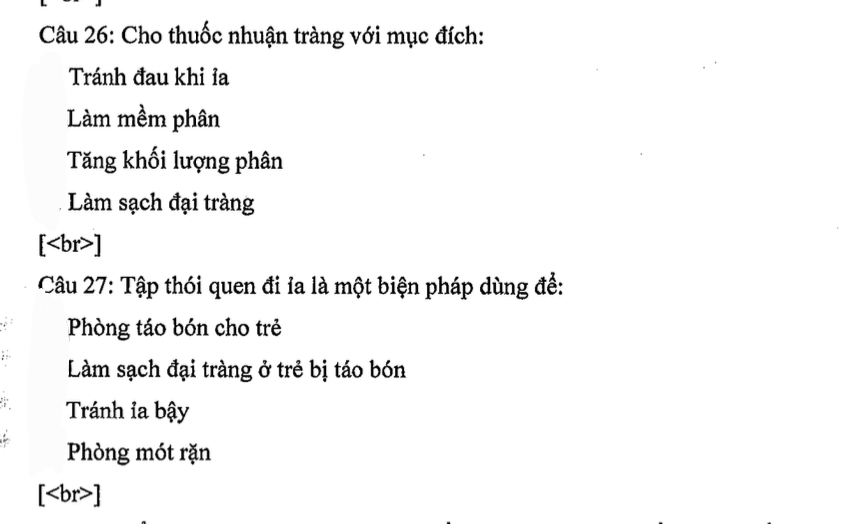 [<br>]
Câu 26: Cho thuốc nhuận tràng với mục đích:
Tránh đau khi ỉa
Làm mềm phân
Tăng khối lượng phân
Làm sạch đại tràng
[<br>]
Câu 27: Tập thói quen đi ỉa là một biện pháp dùng để:
Phòng táo bón cho trẻ
Làm sạch đại tràng ở trẻ bị táo bón
Tránh ỉa bậy
Phòng mót rặn
[<br>]